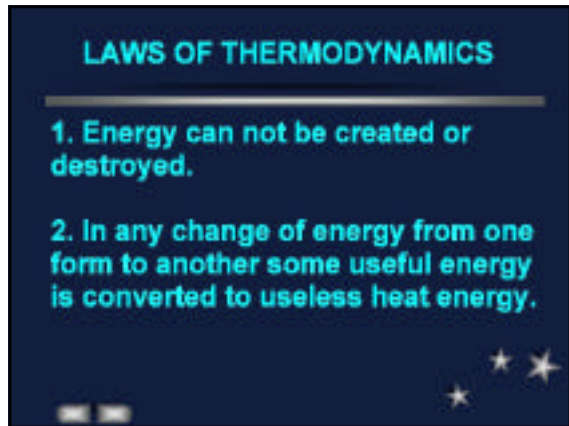 LAWS OF THERMODYNAMICS
1. Energy can not be created or
destroyed.
2. In any change of energy from one
form to another some useful energy
is converted to useless heat energy.